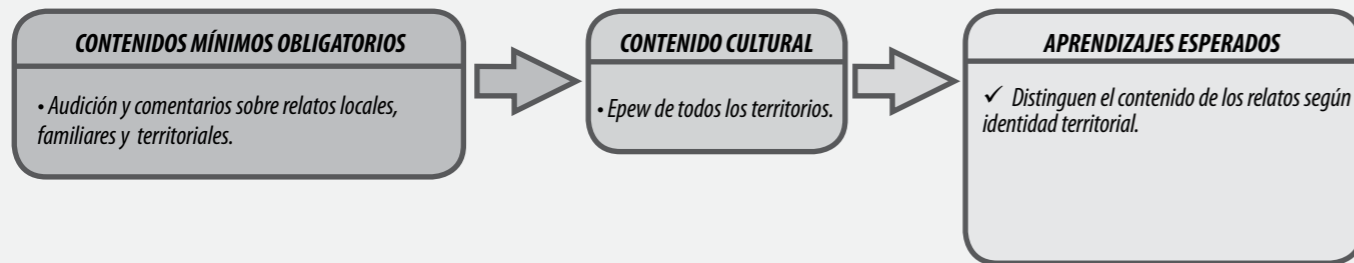 CONTENIDOS MÍNIMOS OBLIGATORIOS
• Audición y comentarios sobre relatos locales,
familiares y territoriales.
CONTENIDO CULTURAL
• Epew de todos los territorios.
APRENDIZAJES ESPERADOS
✓ Distinguen el contenido de los relatos según
identidad territorial.